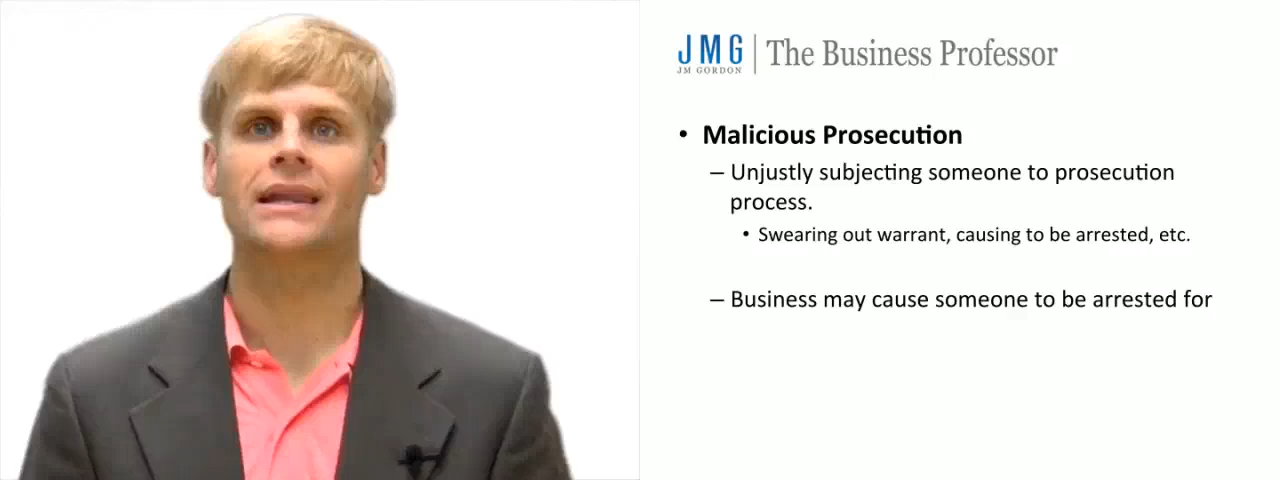 JMG
JM GORDON
The Business Professor
• Malicious Prosecution
– Unjustly subjecting someone to prosecution
process.
• Swearing out warrant, causing to be arrested, etc.
– Business may cause someone to be arrested for